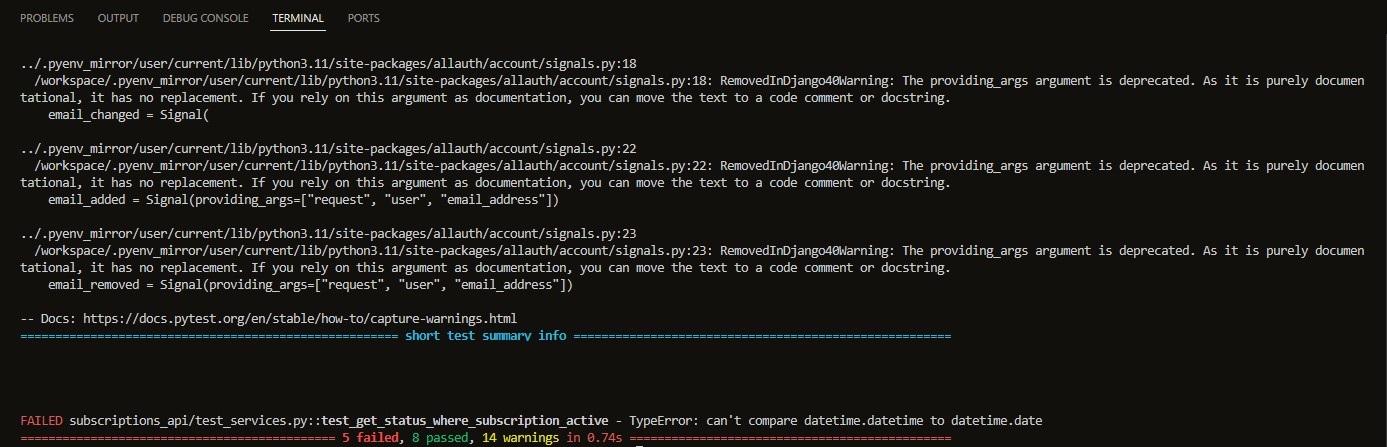 PROBLEMS OUTPUT DEBUG CONSOLE TERMINAL PORTS
../.pyenv_mirror/user/current/lib/python3.11/site-packages/allauth/account/signals.py:18
/workspace/.pyenv_mirror/user/current/lib/python3.11/site-packages/allauth/account/signals.py:18: RemovedInDjango40Warning: The providing_args argument is deprecated. As it is purely documen
tational, it has no replacement. If you rely on this argument as documentation, you can move the text to a code comment or docstring.
email_changed = Signal(
../.pyenv_mirror/user/current/lib/python3.11/site-packages/allauth/account/signals.py:22
/workspace/.pyenv_mirror/user/current/lib/python3.11/site-packages/allauth/account/signals.py:22: RemovedInDjango40Warning: The providing_args argument is deprecated. As it is purely documen
tational, it has no replacement. If you rely on this argument as documentation, you can move the text to a code comment or docstring.
email_added = Signal(providing_args=["request", "user", "email_address"])
../.pyenv_mirror/user/current/lib/python3.11/site-packages/allauth/account/signals.py:23
/workspace/.pyenv_mirror/user/current/lib/python3.11/site-packages/allauth/account/signals.py:23: RemovedInDjango40Warning: The providing_args argument is deprecated. As it is purely documen
tational, it has no replacement. If you rely on this argument as documentation, you can move the text to a code comment or docstring.
email_removed = Signal(providing_args=["request", "user", "email_address"])
-- Docs: https://docs.pytest.org/en/stable/how-to/capture-warnings.html
====================================================== short test summary info ======================================================
FAILED subscriptions_api/test_services.py::test_get_status_where_subscription_active - TypeError: can't compare datetime.datetime to datetime.date
============================================= 5 failed, 8 passed, 14 warnings in 0.74s ==============================================